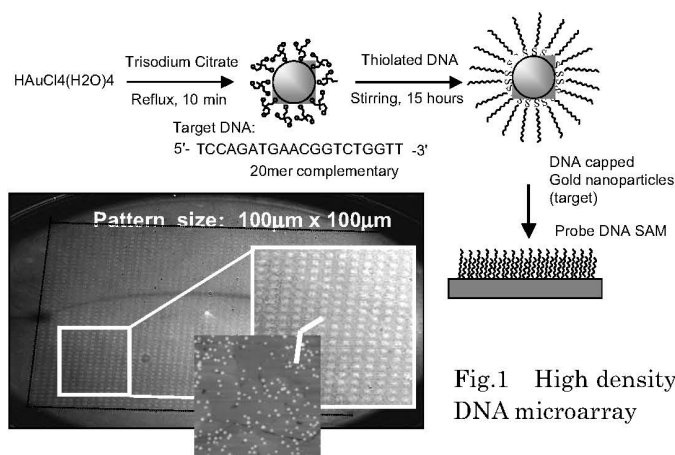 HAuCl4(H2O)4
Trisodium Citrate
Reflux, 10 min
Thiolated DNA
Stirring, 15 hours
Target DNA:
5'- TCCAGATGAACGGTCTGGTT -3'
20mer complementary
DNA capped
Gold nanoparticles
(target)
Probe DNA SAM
Pattern size: 100μm x 100μm
Fig.1 High density
DNA microarray